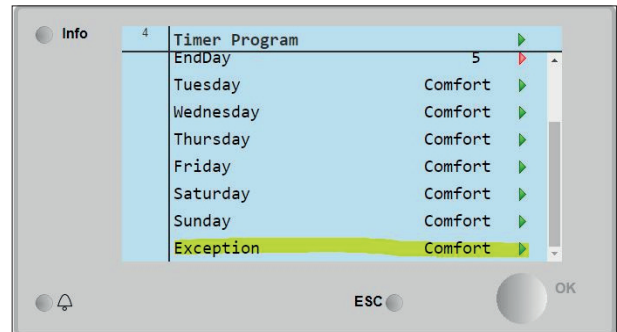 Info
4 Timer Program
EndDay 5
Tuesday Comfort
Wednesday Comfort
Thursday Comfort
Friday Comfort
Saturday Comfort
Sunday Comfort
Exception Comfort
ESC
OK